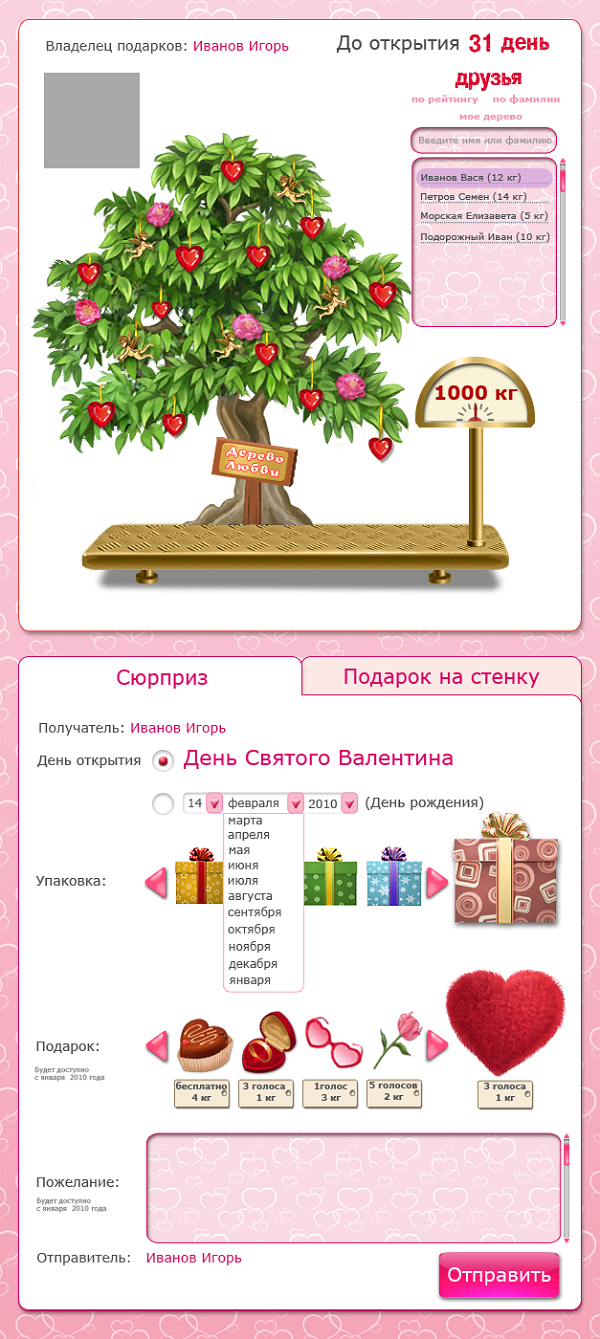 Владелец подарков: Иванов Игорь
До открытия 31 день
друзья
по рейтингу по фамилии
мое дерево
Введите имя или фамилию
Иванов Вася (12 кг)
Петров Семен (14 кг)
Морская Елизавета (5 кг)
Подорожный Иван (10 кг)
1000 кг
Дерево
Любви
Сюрприз
Подарок на стенку
Получатель: Иванов Игорь
День открытия День Святого Валентина
14 февраля 2010 (День рождения)
марта
апреля
мая
июня
июля
августа
сентября
октября
ноября
декабря
января
Упаковка:
Подарок:
Будет доступно
с января 2010 года
бесплатно
4 кг
3 голоса
1 кг
1голос
3 кг
5 голосов
2 кг
3 голоса
1 кг
Пожелание:
Будет доступно
с января 2010 года
Отправитель: Иванов Игорь
Отправить